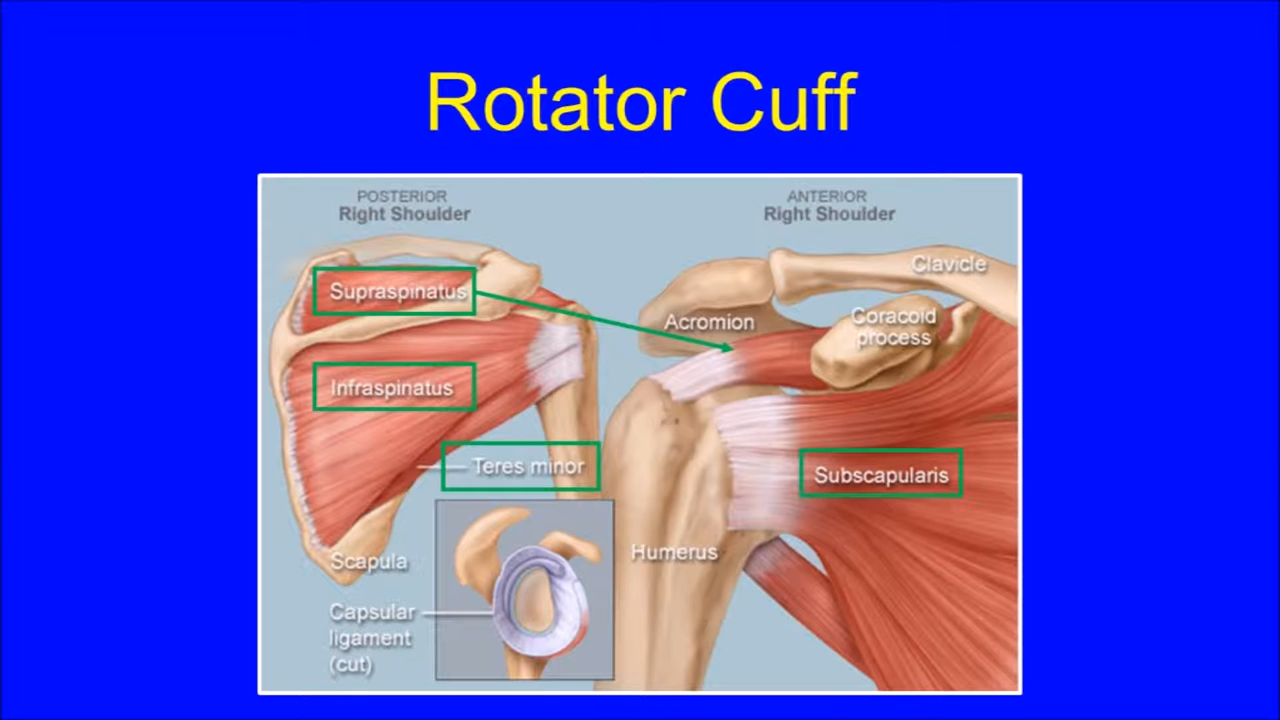 Rotator Cuff
POSTERIOR
Right Shoulder
Supraspinatus
Infraspinatus
Teres minor
Scapula
Capsular
ligament
(cut)
ANTERIOR
Right Shoulder
Clavicle
Acromion
Coracoid
process
Subscapularis
Humerus